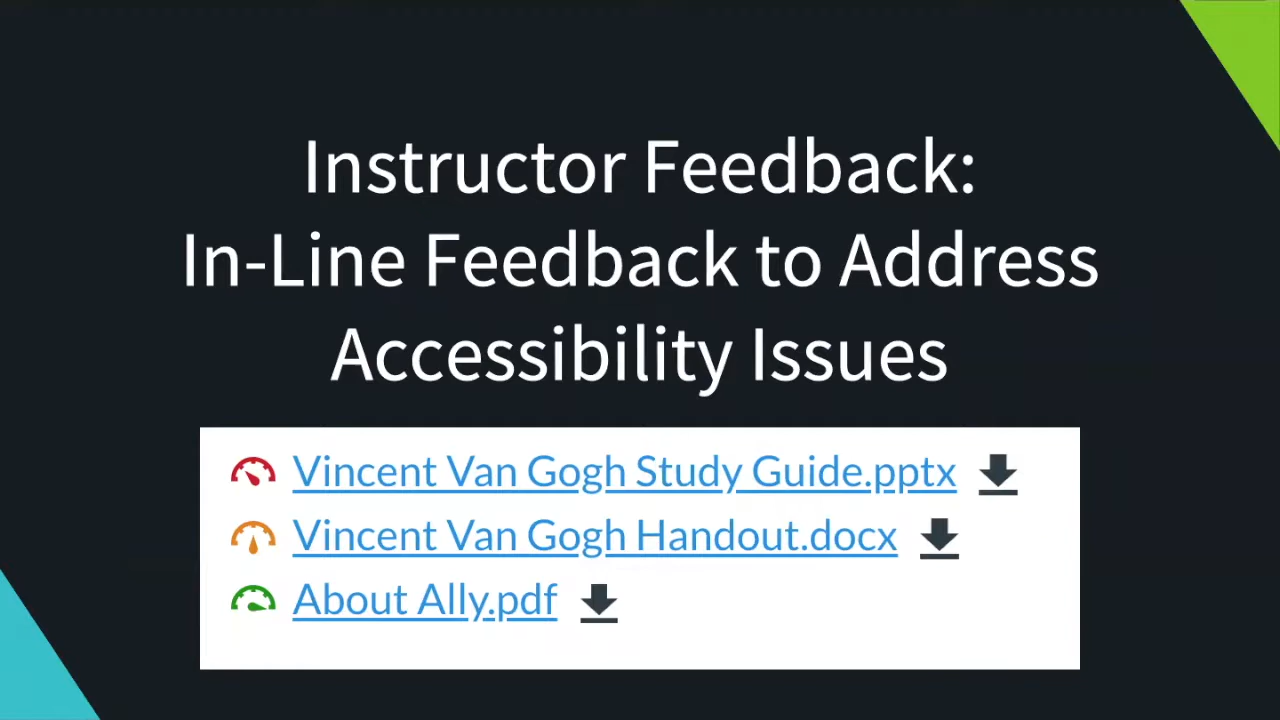 Instructor Feedback:
In-Line Feedback to Address
Accessibility Issues
Vincent Van Gogh Study Guide.pptx
Vincent Van Gogh Handout.docx
About Ally.pdf